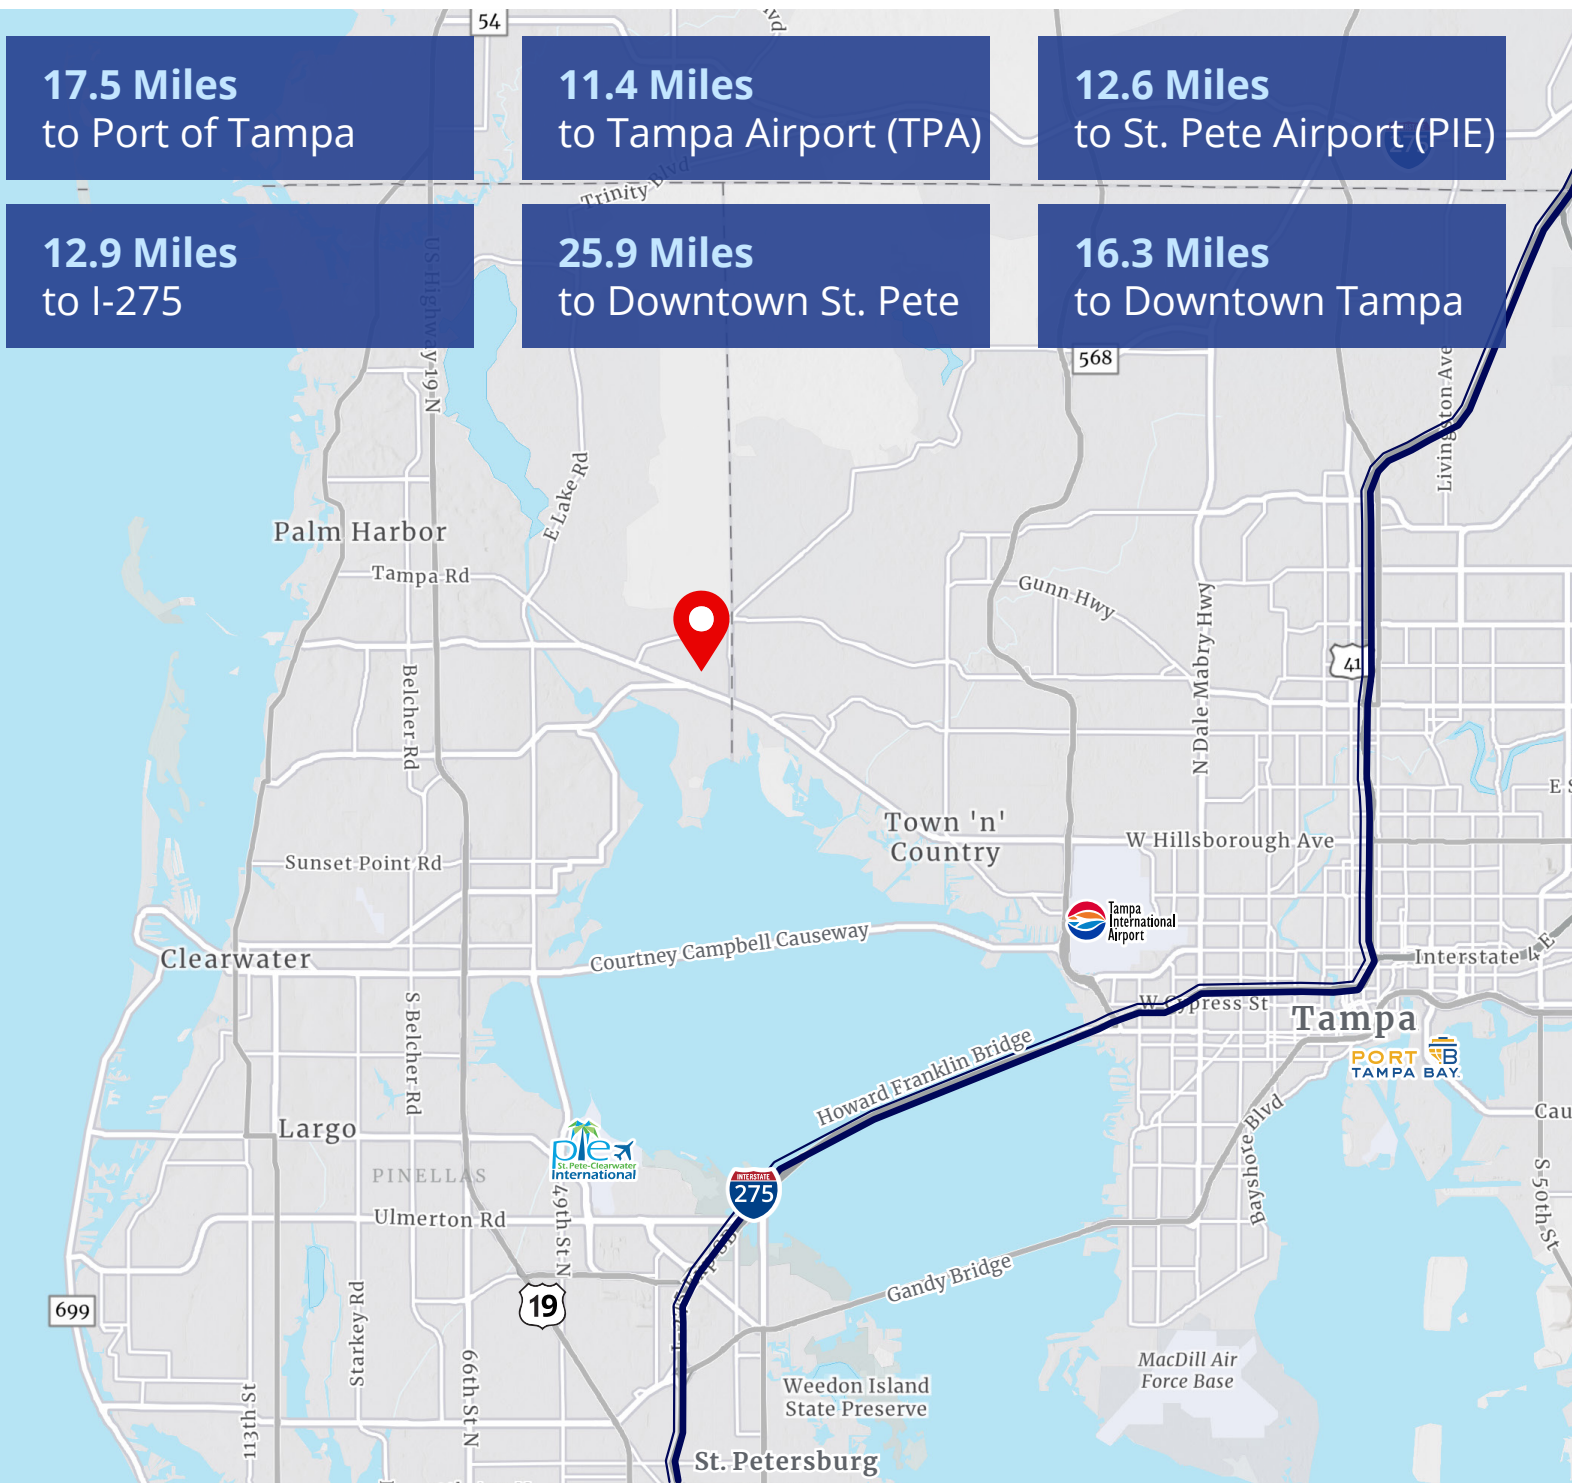 54
17.5 Miles
to Port of Tampa
11.4 Miles
to Tampa Airport (TPA)
12.6 Miles
to St. Pete Airport (PIE)
Trinity Blvd
12.9 Miles
to I-275
25.9 Miles
to Downtown St. Pete
16.3 Miles
to Downtown Tampa
US Highway 19 N
568
Livingston Ave
E Lake Rd
Palm Harbor
Tampa Rd
Gunn Hwy
N Dale Mabry Hwy
41
Belcher Rd
Town 'n'
Country
W Hillsborough Ave
Sunset Point Rd
Tampa
International
Airport
Courtney Campbell Causeway
Clearwater
Interstate 4 E
W Cypress St
Tampa
S Belcher Rd
Howard Franklin Bridge
PORT
TAMPA BAY
Largo
Bayshore Blvd
pie
St. Pete-Clearwater
International
PINELLAS
INTERSTATE
275
S 50th St
Ulmerton Rd
49th St N
Gandy Bridge
19
699
Starkey Rd
66th St N
113th St
MacDill Air
Force Base
Weedon Island
State Preserve
St. Petersburg